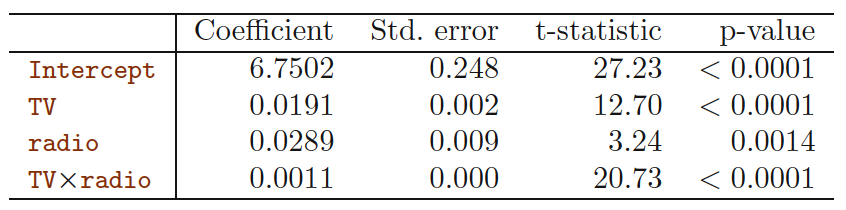 Coefficient Std. error t-statistic p-value
Intercept 6.7502 0.248 27.23 < 0.0001
TV 0.0191 0.002 12.70 < 0.0001
radio 0.0289 0.009 3.24 0.0014
TV×radio 0.0011 0.000 20.73 < 0.0001